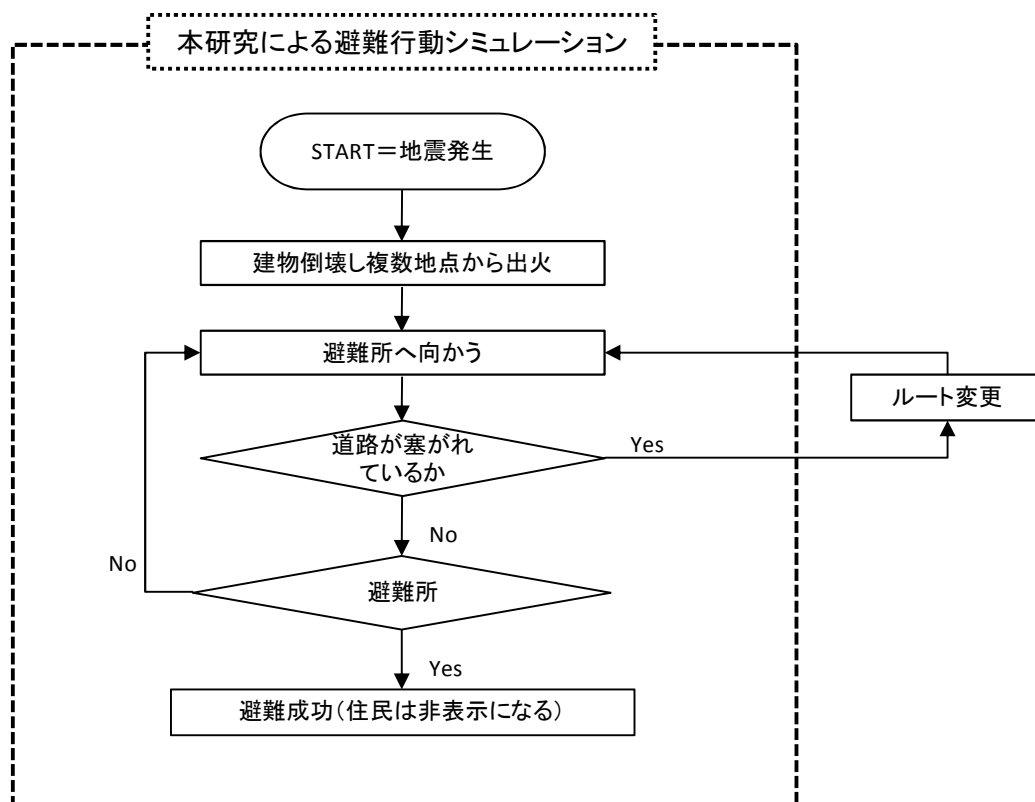 本研究による避難行動シミュレーション
START＝地震発生
建物倒壊し複数地点から出火
避難所へ向かう
ルート変更
道路が塞がれ
ているか
Yes
No
No
避難所
Yes
避難成功（住民は非表示になる）